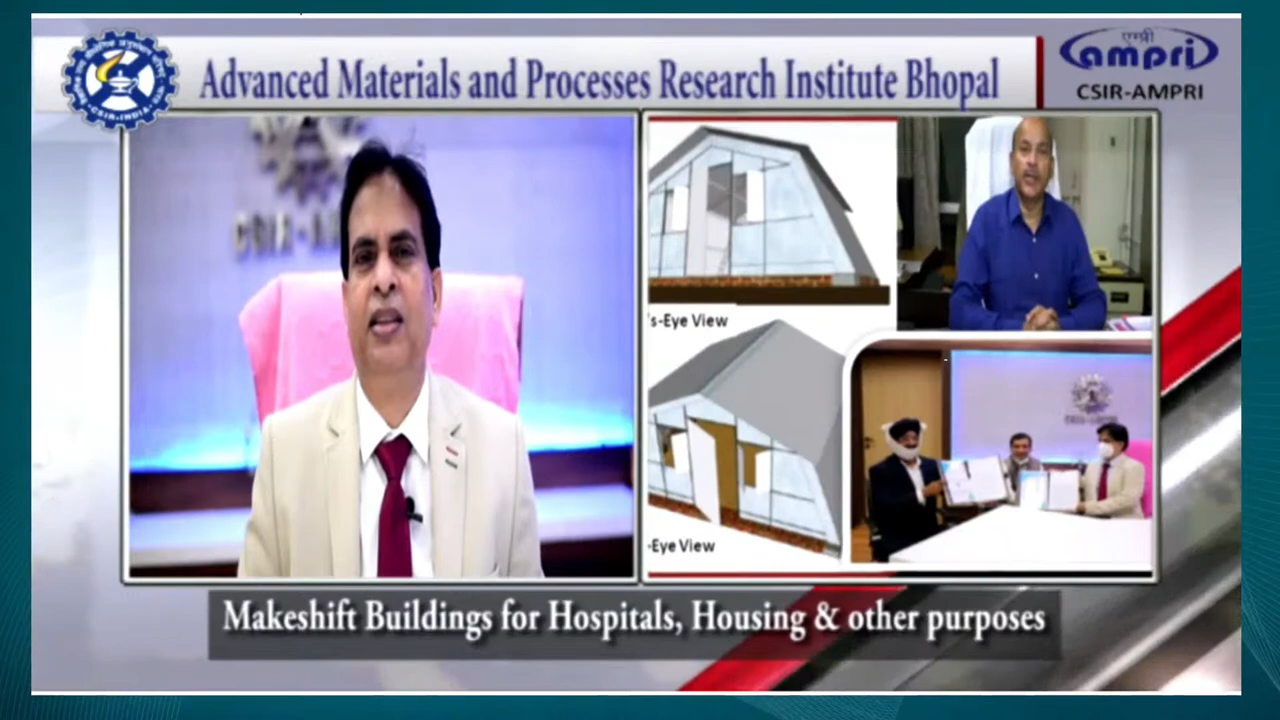 Advanced Materials and Processes Research Institute Bhopal
एम्प्री
ampri
CSIR-AMPRI
CSIR-INDIA
CSIR-A
's-Eye View
-Eye View
Makeshift Buildings for Hospitals, Housing & other purposes